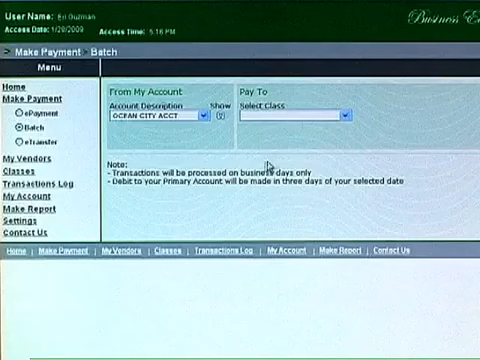 User Name: Eri Guzman
Business
Access Date: 1/29/2009
Access Time: 5:16 PM
> Make Payment > Batch
Menu
Home
Make Payment
ePayment
Batch
eTransfer
My Vendors
Classes
Transactions Log
My Account
Make Report
Settings
Contact Us
From My Account
Account Description
Show
OCEAN CITY ACCT
Pay To
Select Class
Note:
- Transactions will be processed on business days only
- Debit to your Primary Account will be made in three days of your selected date
Home | Make Payment | My Vendors | Classes | Transactions Log | My Account | Make Report | Contact Us